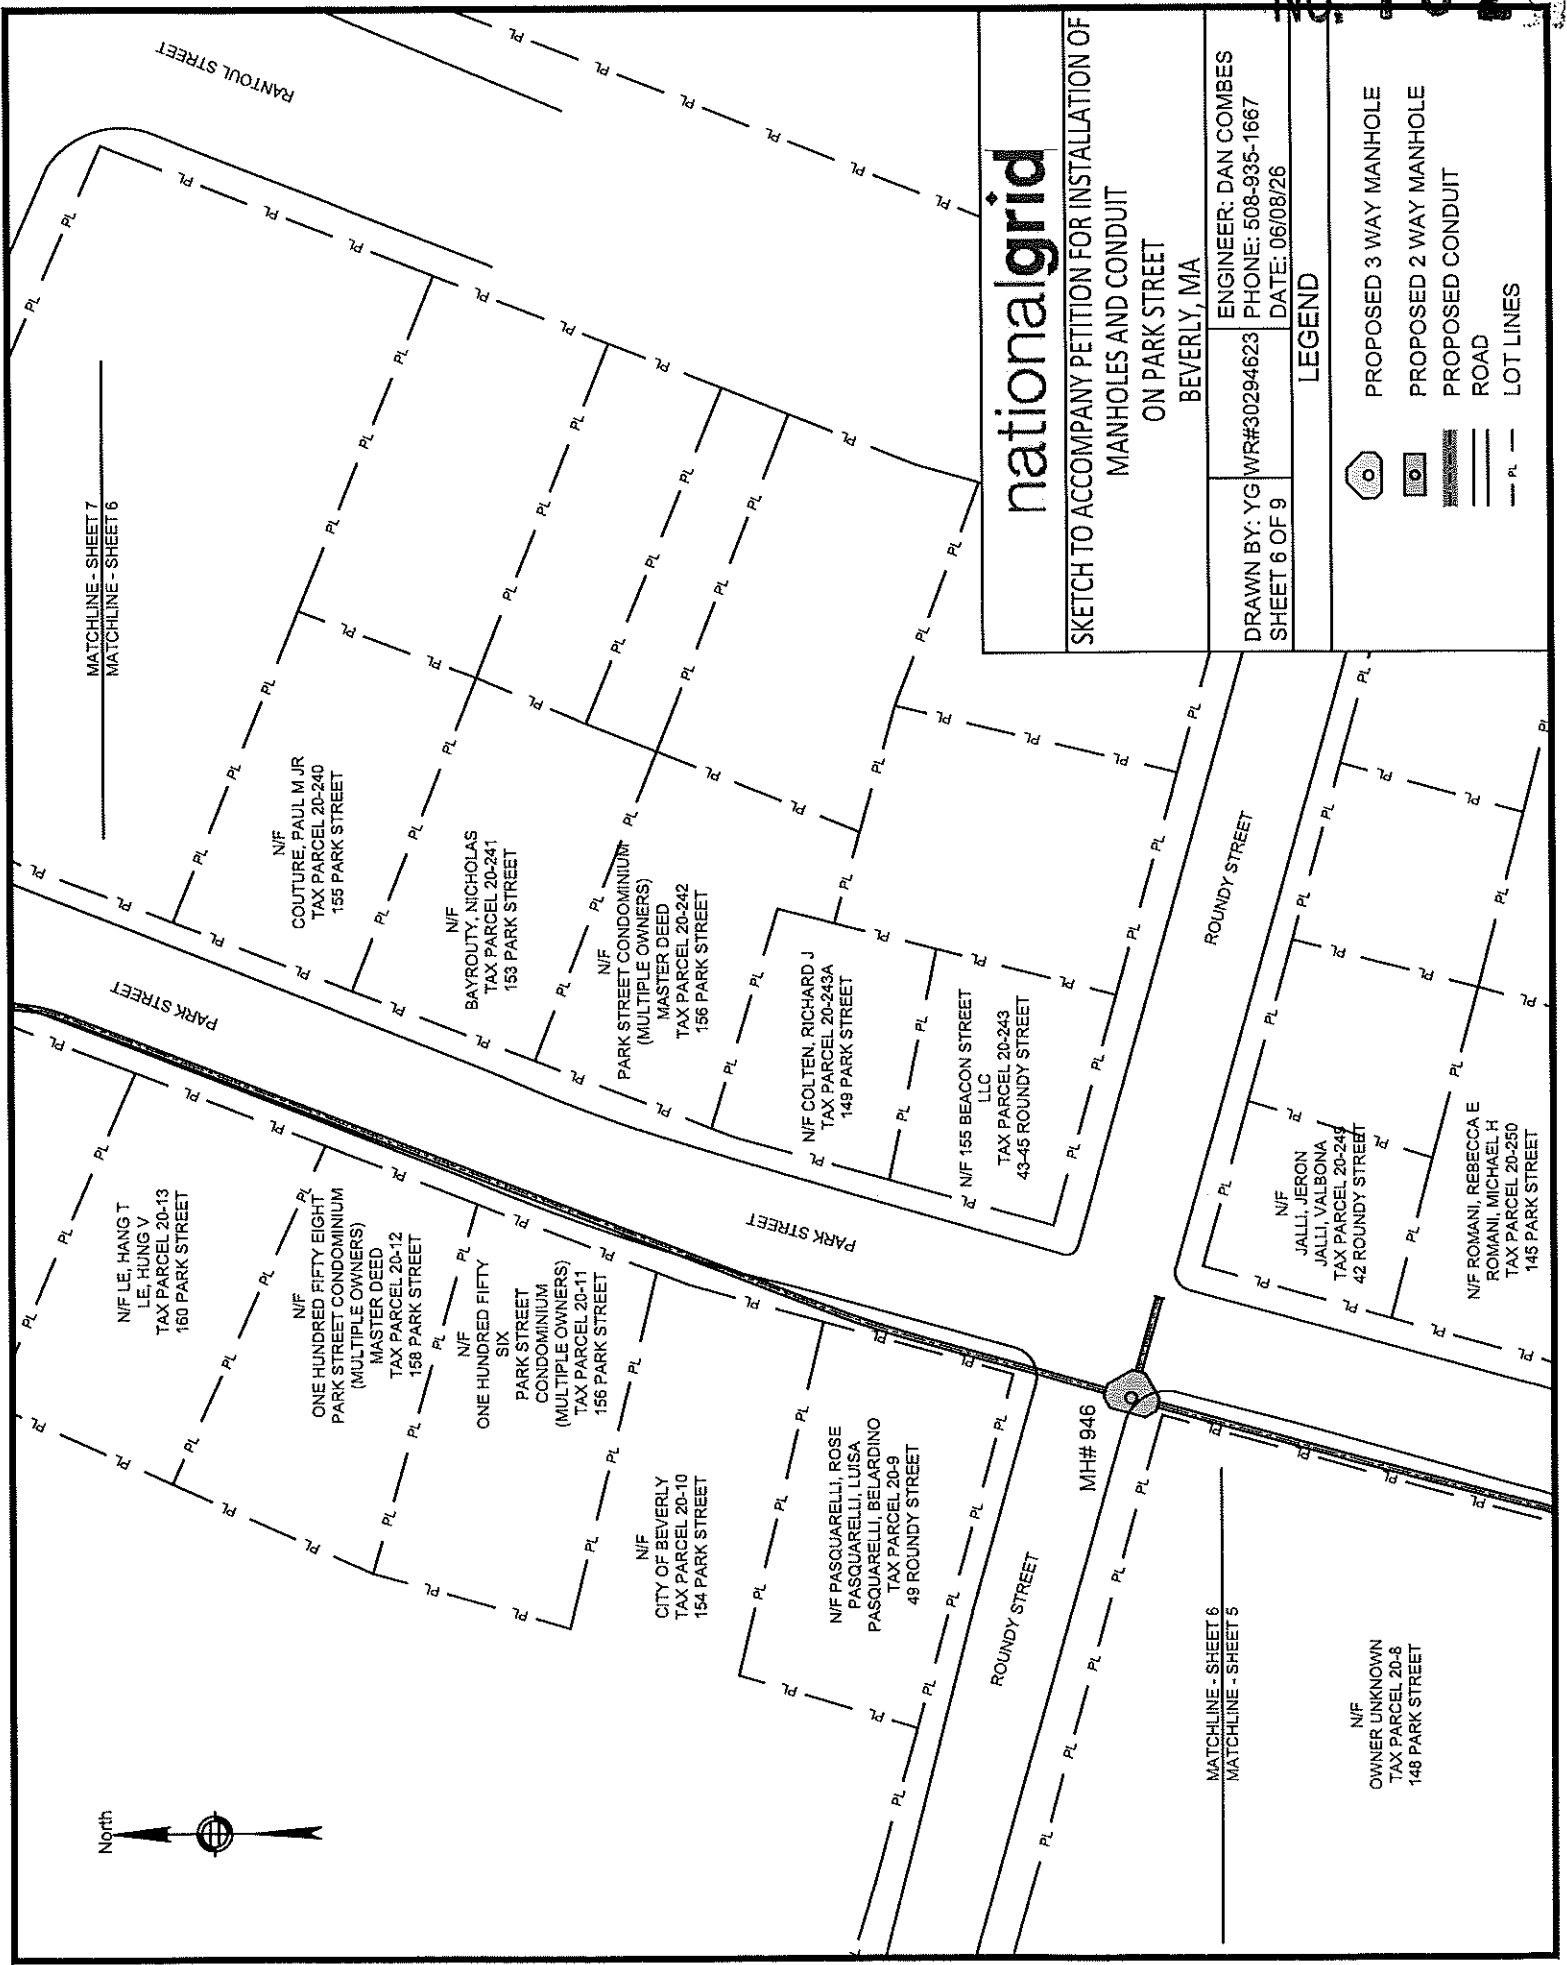 North
MATCHLINE - SHEET 7
MATCHLINE - SHEET 6
RANTOUL STREET
PARK STREET
N/F LE, HANG T
LE, HUNG V
TAX PARCEL 20-13
160 PARK STREET
N/F
ONE HUNDRED FIFTY EIGHT
PARK STREET CONDOMINIUM
(MULTIPLE OWNERS)
MASTER DEED
TAX PARCEL 20-12
158 PARK STREET
N/F
ONE HUNDRED FIFTY
SIX
PARK STREET
CONDOMINIUM
(MULTIPLE OWNERS)
TAX PARCEL 20-11
156 PARK STREET
N/F
CITY OF BEVERLY
TAX PARCEL 20-10
154 PARK STREET
N/F PASQUARELLI, ROSE
PASQUARELLI, LUISA
PASQUARELLI, BELARDINO
TAX PARCEL 20-9
49 ROUNDY STREET
N/F
COUTURE, PAUL M JR
TAX PARCEL 20-240
155 PARK STREET
N/F
BAYROUTY, NICHOLAS
TAX PARCEL 20-241
153 PARK STREET
N/F
PARK STREET CONDOMINIUM
(MULTIPLE OWNERS)
MASTER DEED
TAX PARCEL 20-242
156 PARK STREET
N/F COLTEN, RICHARD J
TAX PARCEL 20-243A
149 PARK STREET
N/F 155 BEACON STREET
LLC
TAX PARCEL 20-243
43-45 ROUNDY STREET
PARK STREET
ROUNDY STREET
ROUNDY STREET
MH# 946
N/F
JALLI, JERON
JALLI, VALBONA
TAX PARCEL 20-249
42 ROUNDY STREET
N/F ROMANI, REBECCA E
ROMANI, MICHAEL H
TAX PARCEL 20-250
145 PARK STREET
MATCHLINE - SHEET 6
MATCHLINE - SHEET 5
N/F
OWNER UNKNOWN
TAX PARCEL 20-8
148 PARK STREET
nationalgrid
SKETCH TO ACCOMPANY PETITION FOR INSTALLATION OF
MANHOLES AND CONDUIT
ON PARK STREET
BEVERLY, MA
DRAWN BY: YG WR#30294623 ENGINEER: DAN COMBES
PHONE: 508-935-1667
SHEET 6 OF 9 DATE: 06/08/26
LEGEND
PROPOSED 3 WAY MANHOLE
PROPOSED 2 WAY MANHOLE
PROPOSED CONDUIT
ROAD
PL LOT LINES